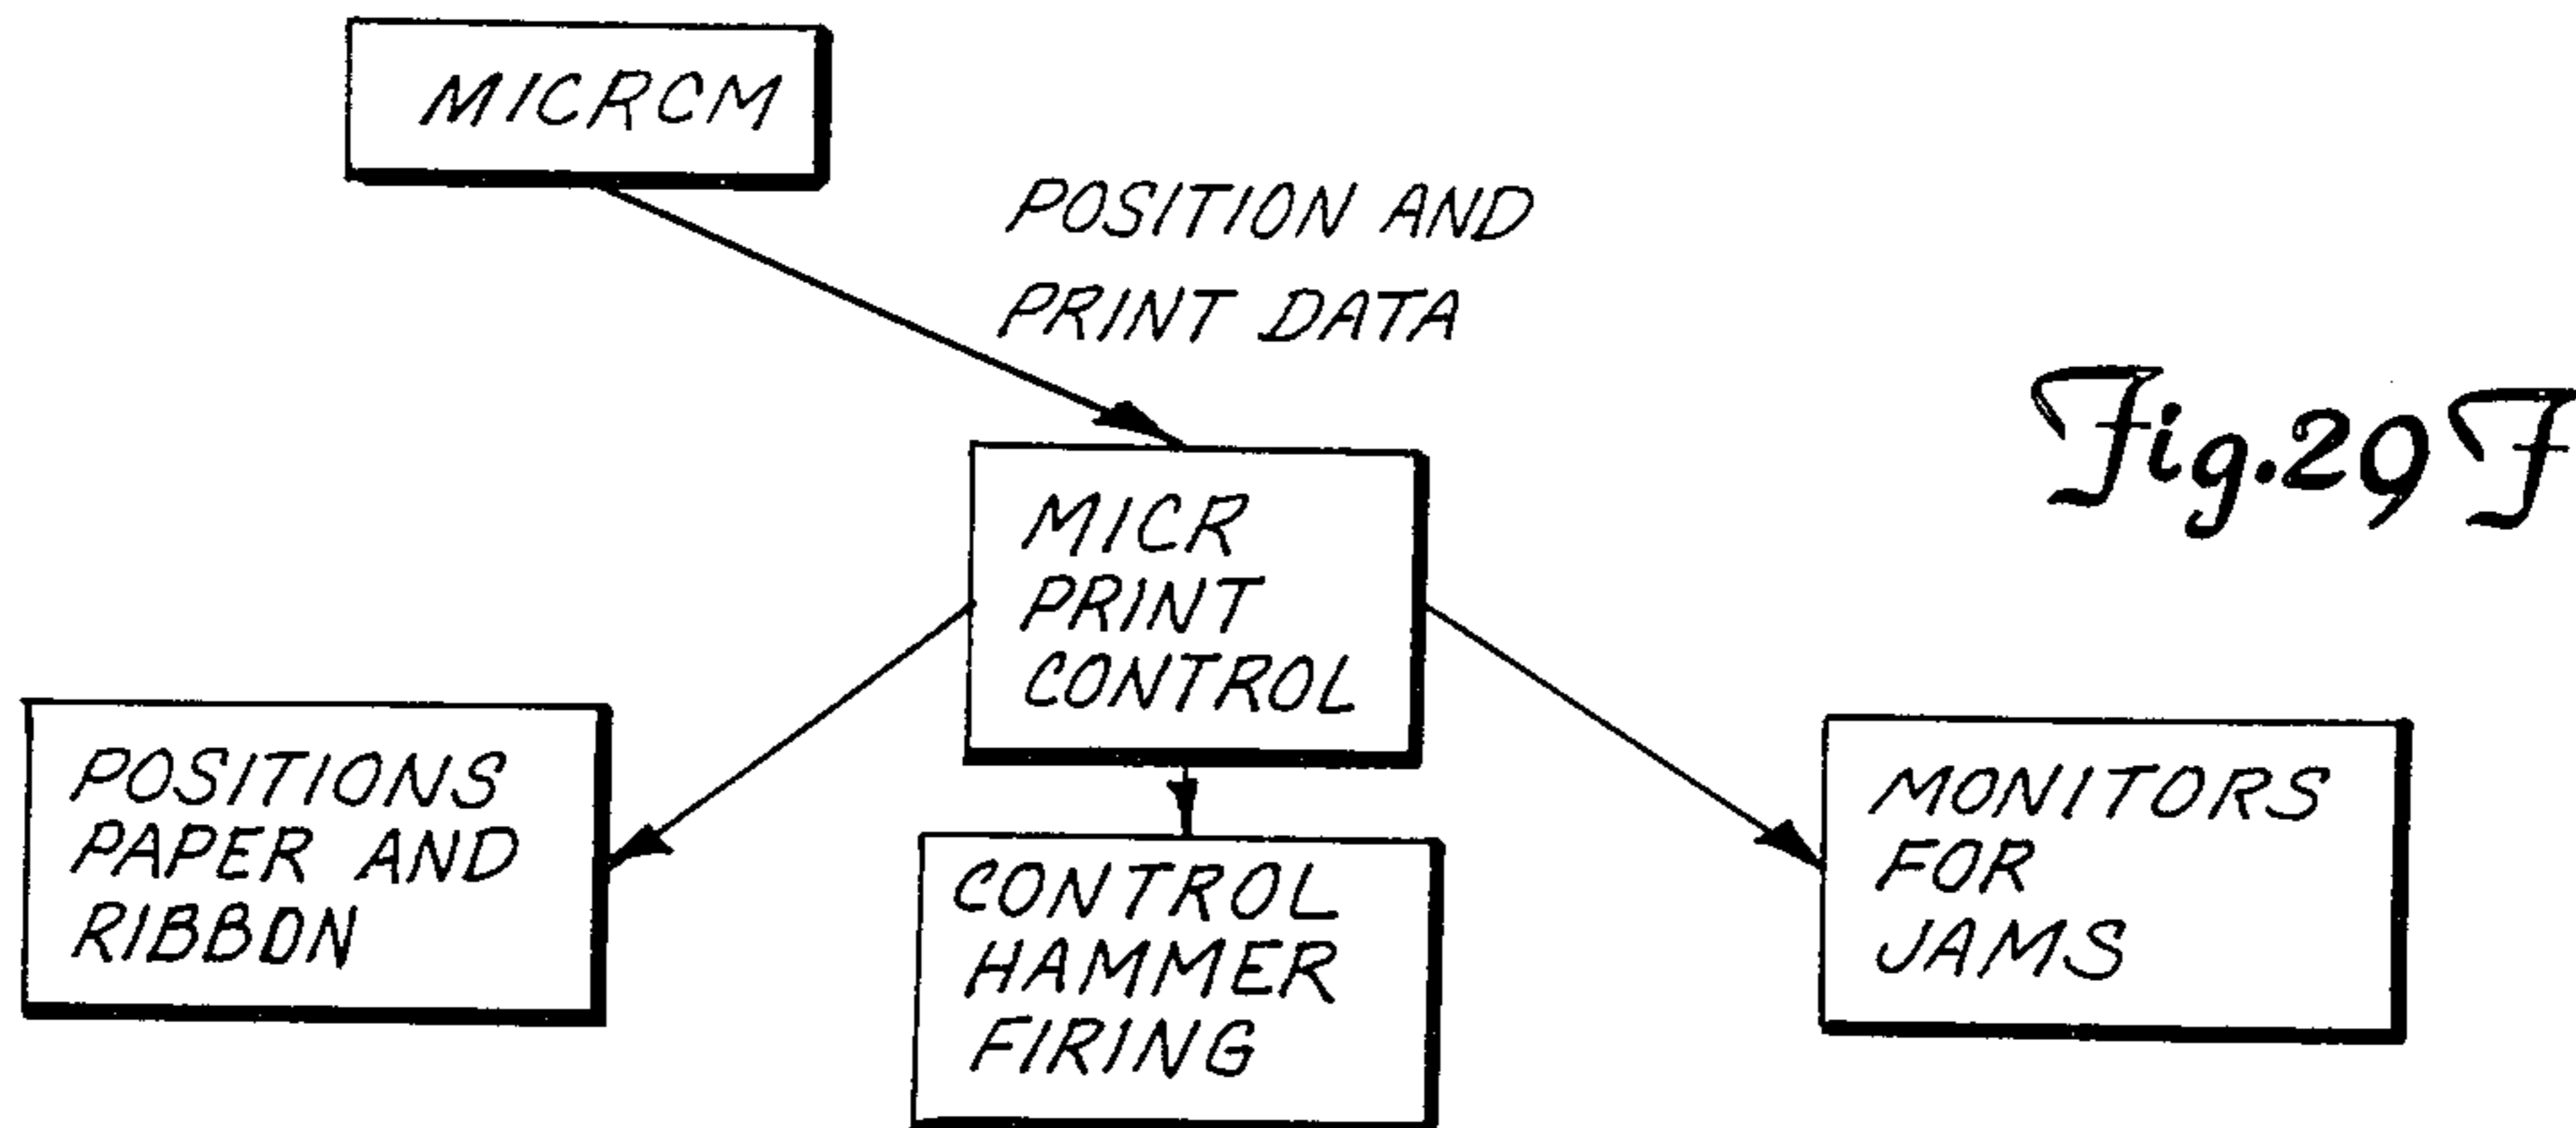 MICRCM
POSITION AND
PRINT DATA
Fig.29F
MICR
PRINT
CONTROL
POSITIONS
PAPER AND
RIBBON
CONTROL
HAMMER
FIRING
MONITORS
FOR
JAMS